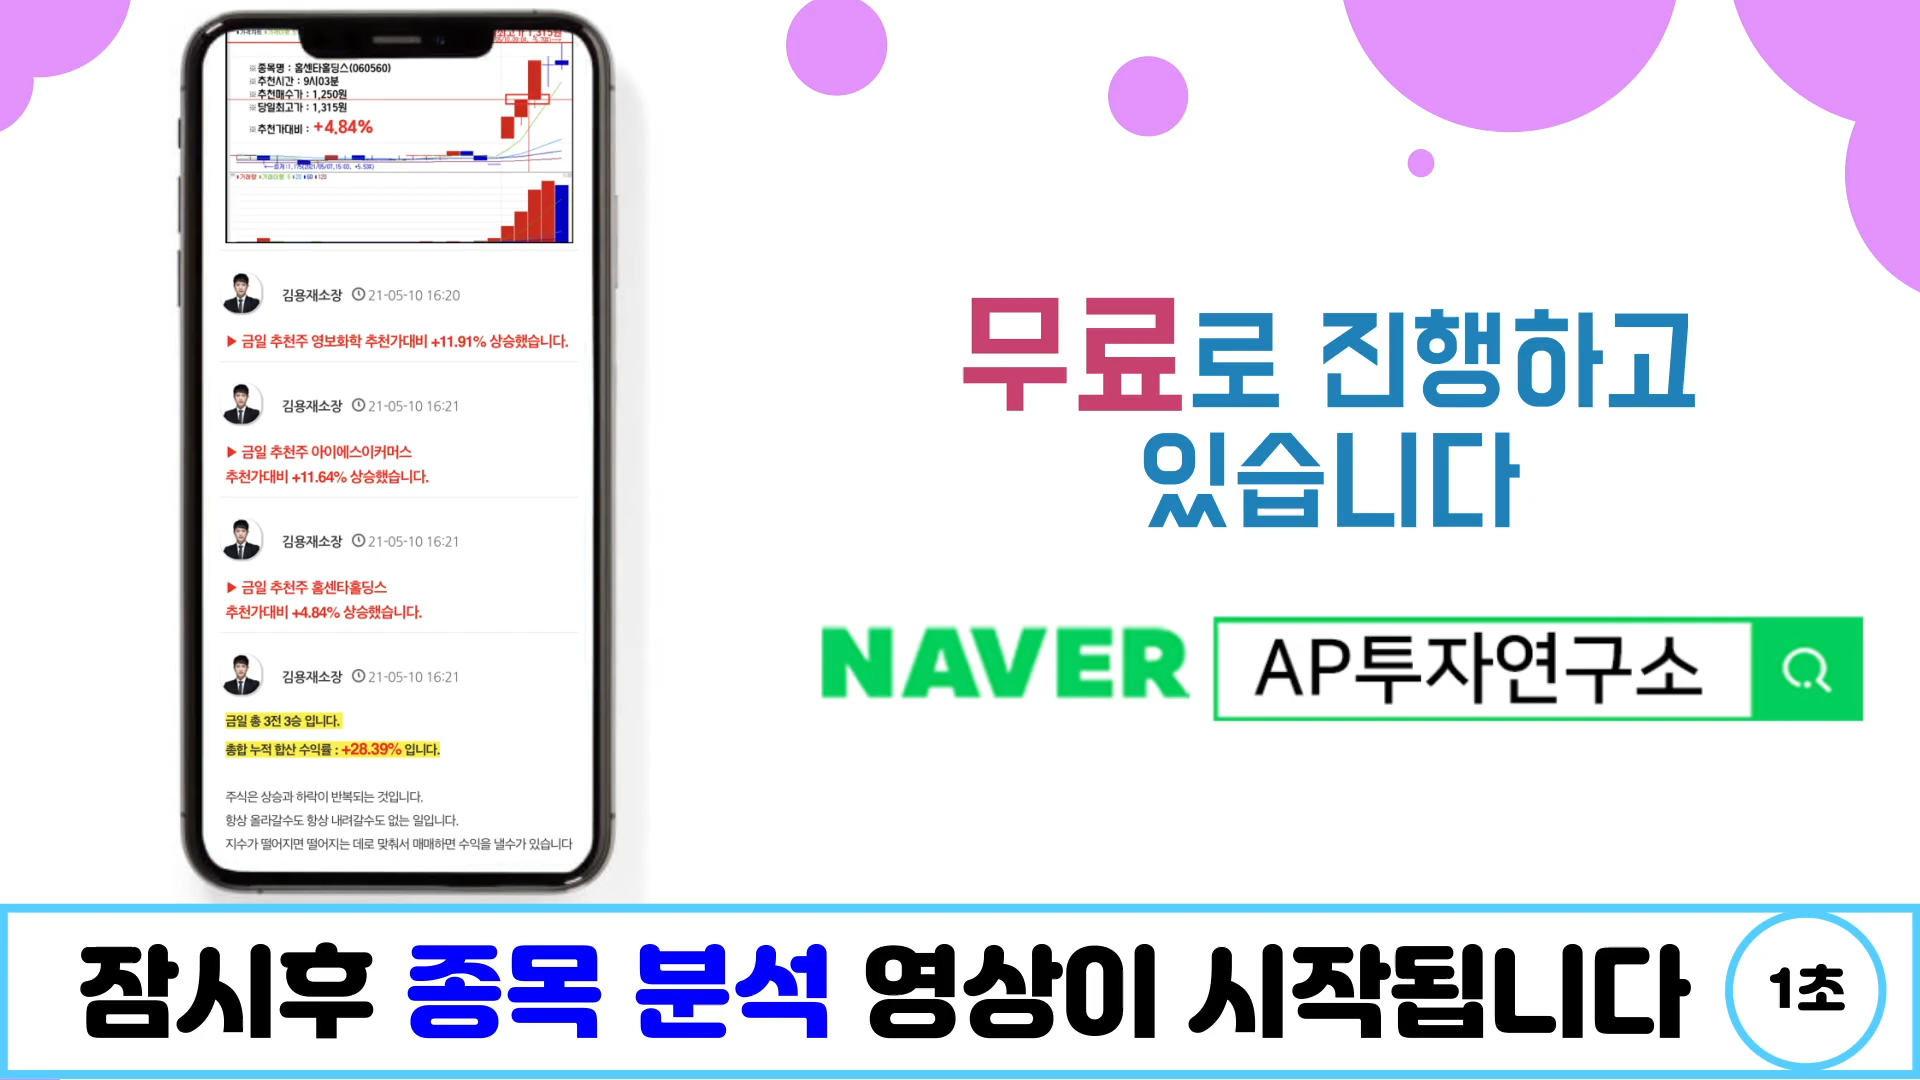 ※종목명 : 홈센타홀딩스(060560)
※추천시간 : 9시03분
※추천매수가 : 1,250원
※당일최고가 : 1,315원
※추천가대비 : +4.84%
김용재소장 21-05-10 16:20
▶ 금일 추천주 영보화학 추천가대비 +11.91% 상승했습니다.
김용재소장 21-05-10 16:21
▶ 금일 추천주 아이에스이커머스
추천가대비 +11.64% 상승했습니다.
김용재소장 21-05-10 16:21
▶ 금일 추천주 홈센타홀딩스
추천가대비 +4.84% 상승했습니다.
김용재소장 21-05-10 16:21
금일 총 3전 3승 입니다.
총합 누적 합산 수익률 : +28.39% 입니다.
주식은 상승과 하락이 반복되는 것입니다.
항상 올라갈수도 항상 내려갈수도 없는 일입니다.
지수가 떨어지면 떨어지는 데로 맞춰서 매매하면 수익을 낼수가 있습니다
무료로 진행하고
있습니다
NAVER AP투자연구소
잠시후 종목 분석 영상이 시작됩니다 1초